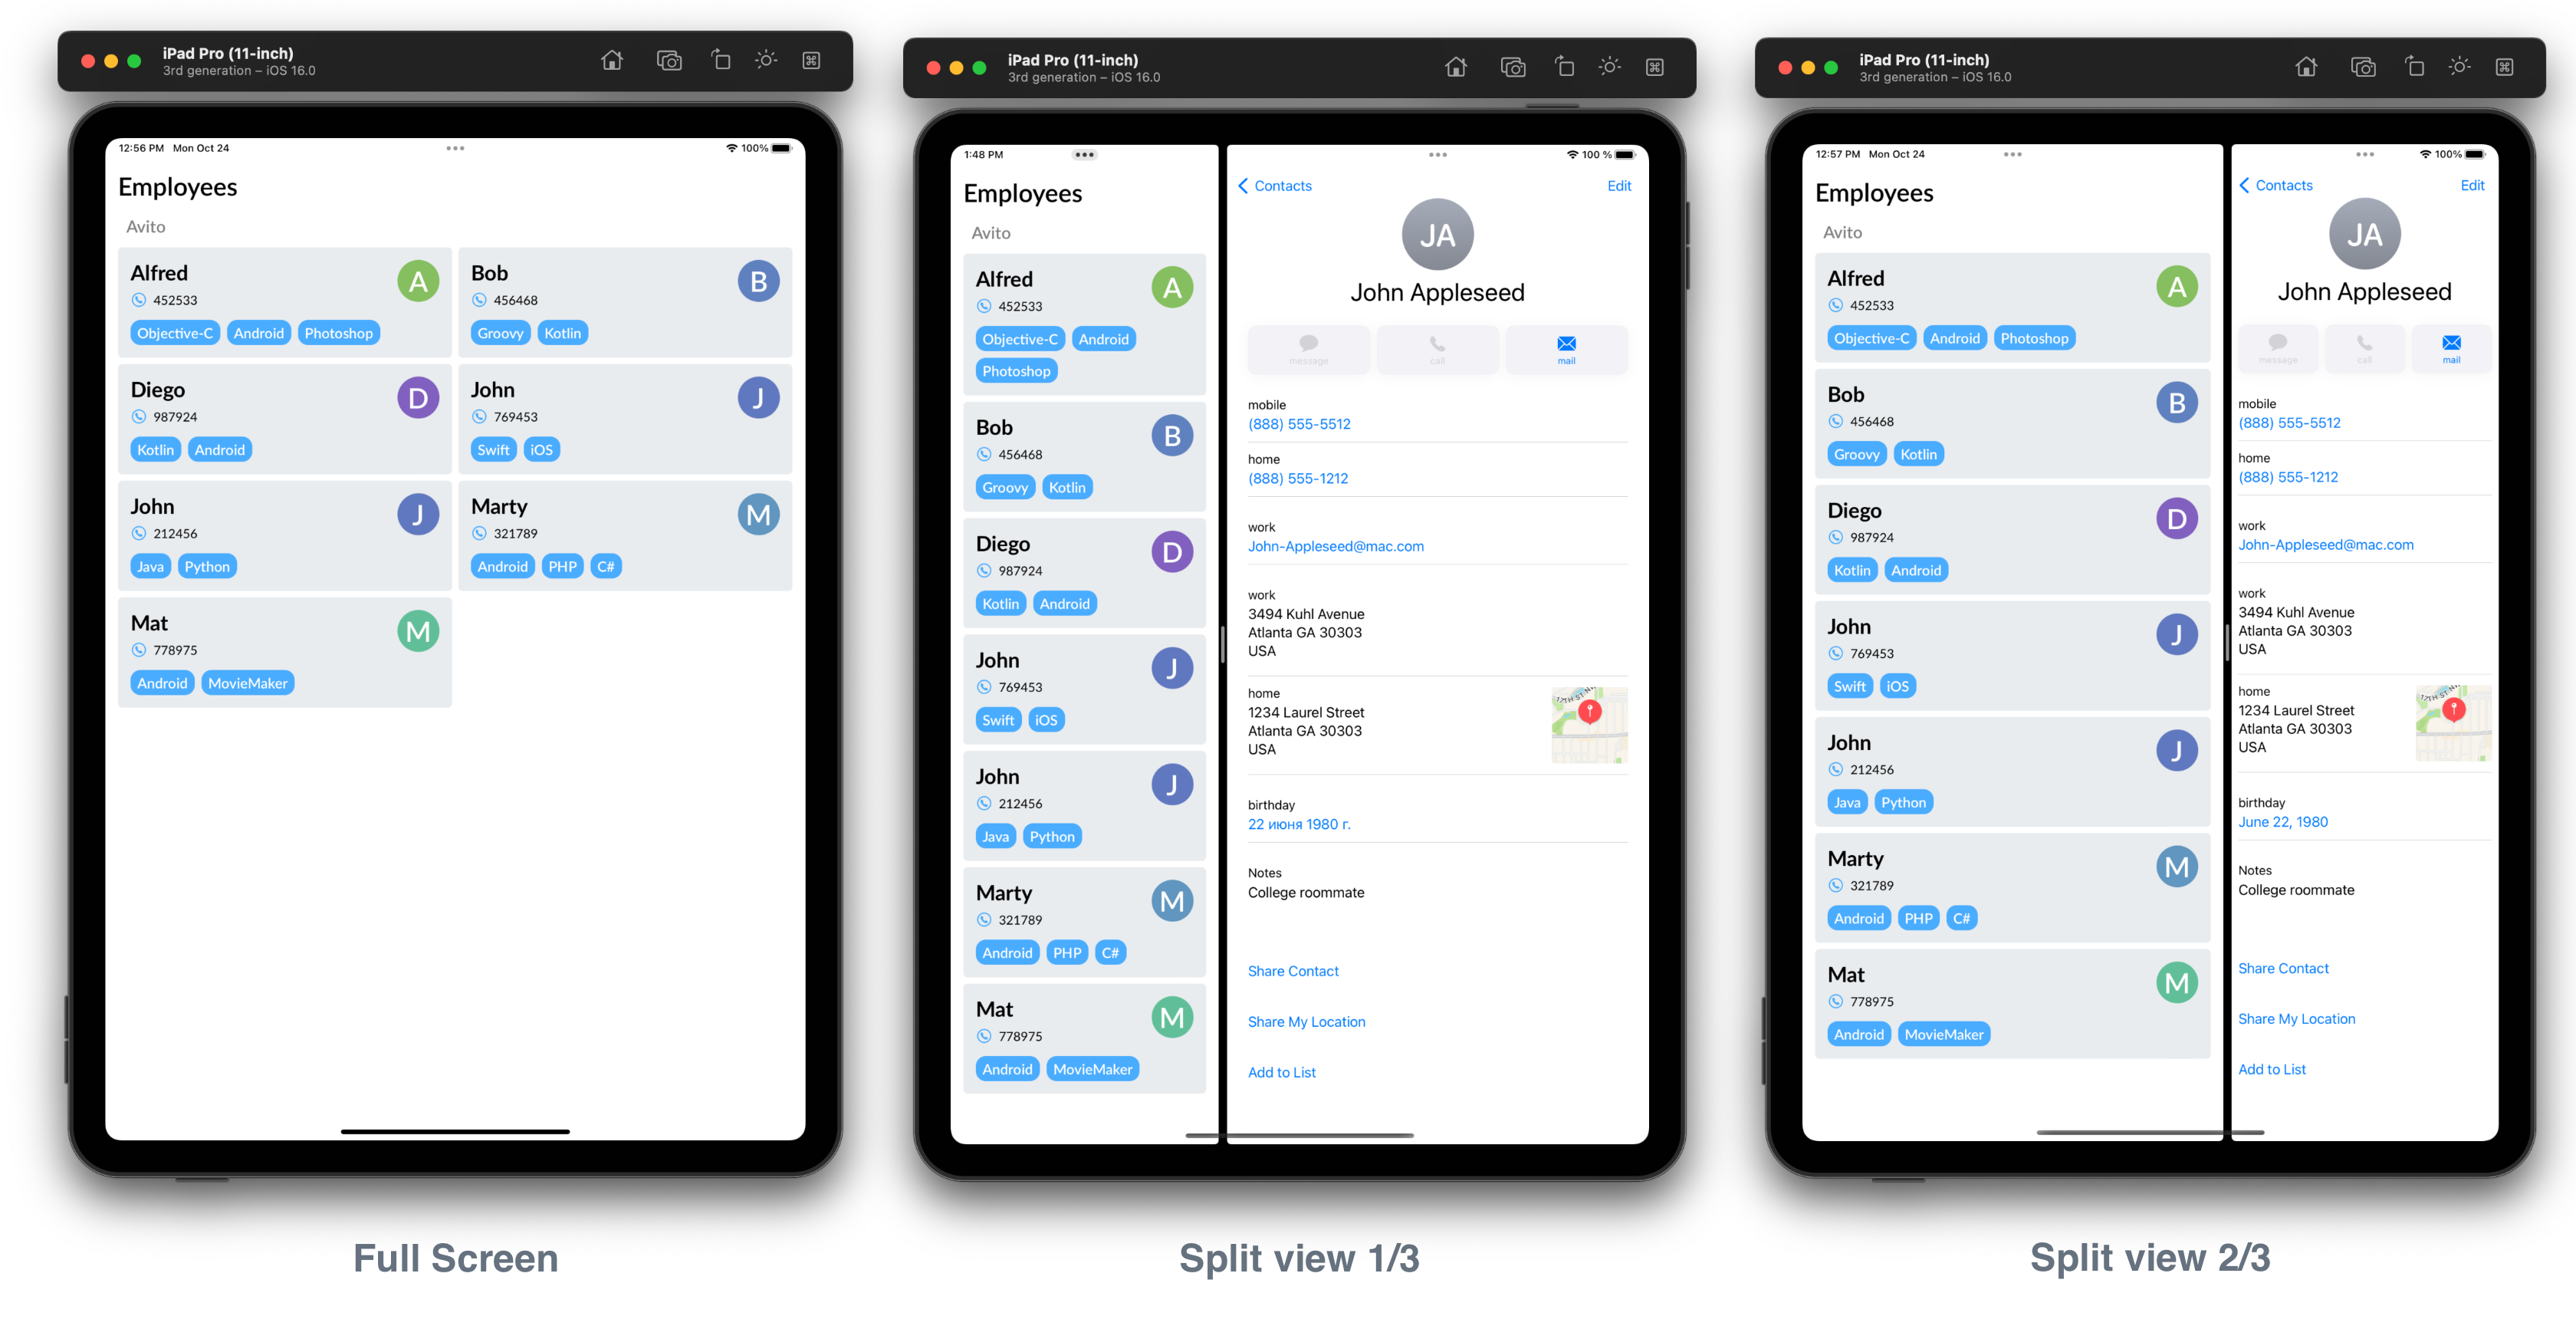 iPad Pro (11-inch)
3rd generation – iOS 16.0
12:56 PM Mon Oct 24
100%
Employees
Avito
Alfred
A
452533
Objective-C Android Photoshop
Bob
B
456468
Groovy Kotlin
Diego
D
987924
Kotlin Android
John
J
769453
Swift iOS
John
J
212456
Java Python
Marty
M
321789
Android PHP C#
Mat
M
778975
Android MovieMaker
Full Screen
iPad Pro (11-inch)
3rd generation – iOS 16.0
1:48 PM
100 %
Employees
Avito
Alfred
A
452533
Objective-C Android
Photoshop
Bob
B
456468
Groovy Kotlin
Diego
D
987924
Kotlin Android
John
J
769453
Swift iOS
John
J
212456
Java Python
Marty
M
321789
Android PHP C#
Mat
M
778975
Android MovieMaker
Contacts
Edit
JA
John Appleseed
message call mail
mobile
(888) 555-5512
home
(888) 555-1212
work
John-Appleseed@mac.com
work
3494 Kuhl Avenue
Atlanta GA 30303
USA
home
1234 Laurel Street
Atlanta GA 30303
USA
birthday
22 июня 1980 г.
Notes
College roommate
Share Contact
Share My Location
Add to List
Split view 1/3
iPad Pro (11-inch)
3rd generation – iOS 16.0
12:57 PM Mon Oct 24
100%
Employees
Avito
Alfred
A
452533
Objective-C Android Photoshop
Bob
B
456468
Groovy Kotlin
Diego
D
987924
Kotlin Android
John
J
769453
Swift iOS
John
J
212456
Java Python
Marty
M
321789
Android PHP C#
Mat
M
778975
Android MovieMaker
Contacts
Edit
JA
John Appleseed
message call mail
mobile
(888) 555-5512
home
(888) 555-1212
work
John-Appleseed@mac.com
work
3494 Kuhl Avenue
Atlanta GA 30303
USA
home
1234 Laurel Street
Atlanta GA 30303
USA
birthday
June 22, 1980
Notes
College roommate
Share Contact
Share My Location
Add to List
Split view 2/3